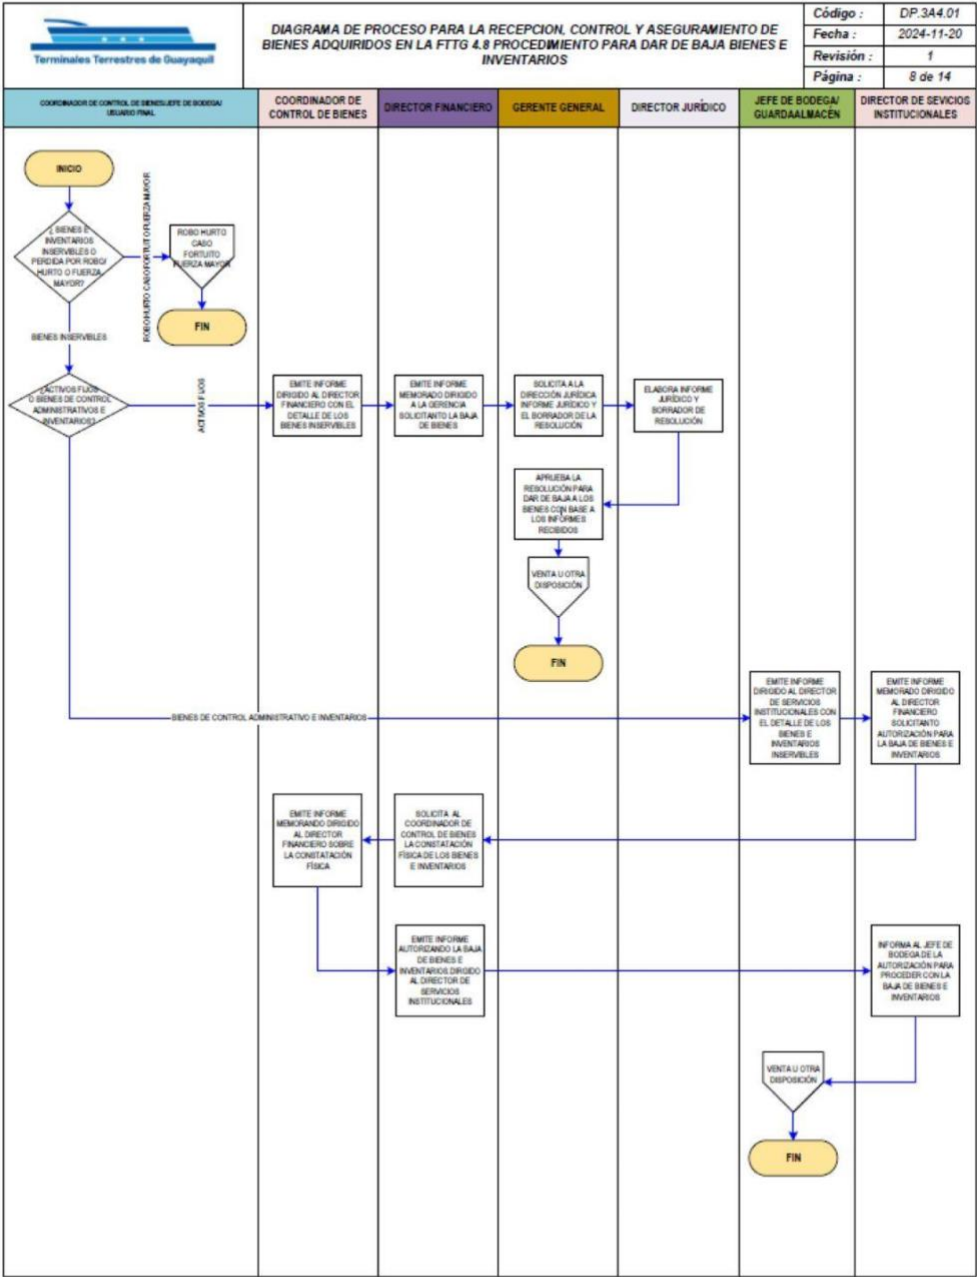 Terminales Terrestres de Guayaquil
DIAGRAMA DE PROCESO PARA LA RECEPCION, CONTROL Y ASEGURAMIENTO DE
BIENES ADQUIRIDOS EN LA FTTG 4.8 PROCEDIMIENTO PARA DAR DE BAJA BIENES E
INVENTARIOS
Código : DP.3A4.01
Fecha : 2024-11-20
Revisión : 1
Página : 8 de 14
COORDINADOR DE CONTROL DE BIENES/JEFE DE BODEGA/
USUARIO FINAL
COORDINADOR DE
CONTROL DE BIENES
DIRECTOR FINANCIERO
GERENTE GENERAL
DIRECTOR JURÍDICO
JEFE DE BODEGA/
GUARDAALMACÉN
DIRECTOR DE SEVICIOS
INSTITUCIONALES
INICIO
¿ BIENES E
INVENTARIOS
INSERVIBLES O
PERDIDA POR ROBO/
HURTO O FUERZA
MAYOR?
ROBO HURTO CASO FORTUITO FUERZA MAYOR
ROBO HURTO
CASO
FORTUITO
FUERZA MAYOR
FIN
BIENES INSERVIBLES
¿ACTIVOS FIJOS
O BIENES DE CONTROL
ADMINISTRATIVOS E
INVENTARIOS?
ACTIVOS FIJOS
EMITE INFORME
DIRIGIDO AL DIRECTOR
FINANCIERO CON EL
DETALLE DE LOS
BIENES INSERVIBLES
EMITE INFORME
MEMORADO DIRIGIDO
A LA GERENCIA
SOLICITANTO LA BAJA
DE BIENES
SOLICITA A LA
DIRECCIÓN JURÍDICA
INFORME JURÍDICO Y
EL BORRADOR DE LA
RESOLUCIÓN
ELABORA INFORME
JURÍDICO Y
BORRADOR DE
RESOLUCIÓN
APRUEBA LA
RESOLUCIÓN PARA
DAR DE BAJA A LOS
BIENES CON BASE A
LOS INFORMES
RECIBIDOS
VENTA U OTRA
DISPOSICIÓN
FIN
BIENES DE CONTROL ADMINISTRATIVO E INVENTARIOS
EMITE INFORME
DIRIGIDO AL DIRECTOR
DE SERVICIOS
INSTITUCIONALES CON
EL DETALLE DE LOS
BIENES E
INVENTARIOS
INSERVIBLES
EMITE INFORME
MEMORADO DIRIGIDO
AL DIRECTOR
FINANCIERO
SOLICITANTO
AUTORIZACIÓN PARA
LA BAJA DE BIENES E
INVENTARIOS
EMITE INFORME
MEMORANDO DIRIGIDO
AL DIRECTOR
FINANCIERO SOBRE
LA CONSTATACIÓN
FÍSICA
SOLICITA AL
COORDINADOR DE
CONTROL DE BIENES
LA CONSTATACIÓN
FÍSICA DE LOS BIENES
E INVENTARIOS
EMITE INFORME
AUTORIZANDO LA BAJA
DE BIENES E
INVENTARIOS DIRGIDO
AL DIRECTOR DE
SERVICIOS
INSTITUCIONALES
INFORMA AL JEFE DE
BODEGA DE LA
AUTORIZACIÓN PARA
PROCEDER CON LA
BAJA DE BIENES E
INVENTARIOS
VENTA U OTRA
DISPOSICIÓN
FIN